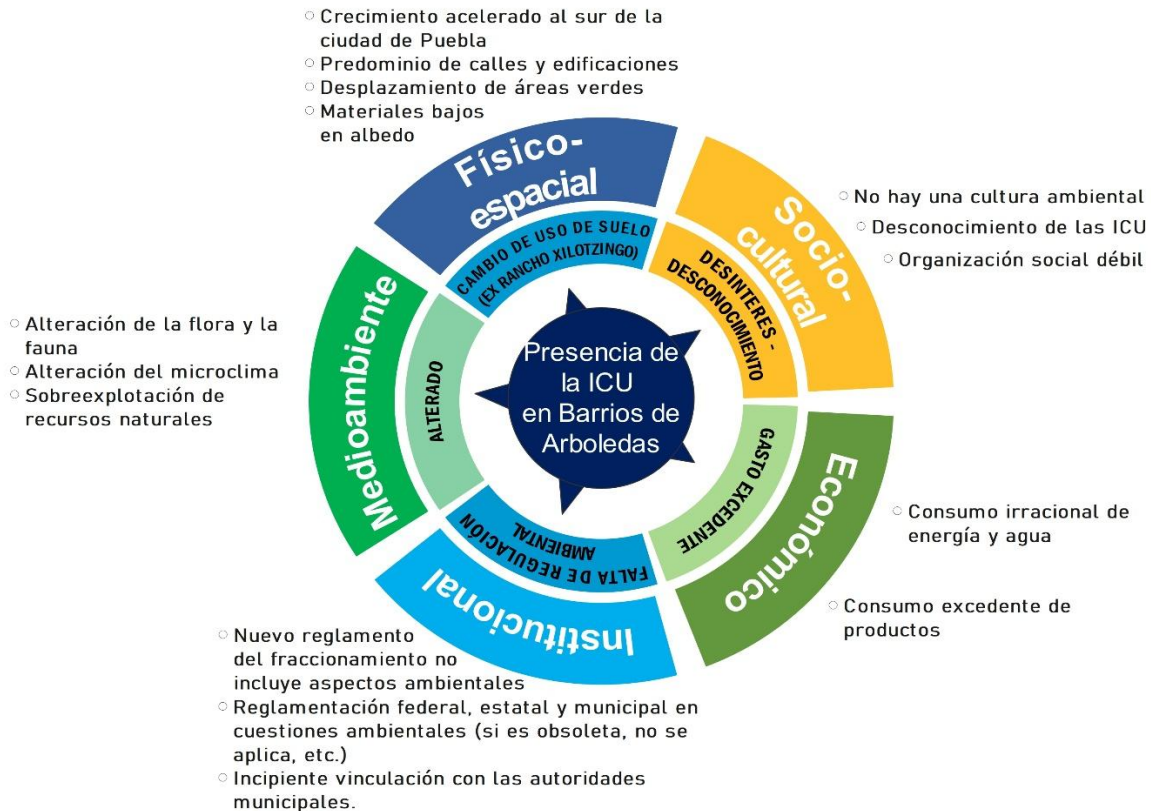 Crecimiento acelerado al sur de la
ciudad de Puebla
Predominio de calles y edificaciones
Desplazamiento de áreas verdes
Materiales bajos
en albedo
Físico-
espacial
CAMBIO DE USO DE SUELO
(EX RANCHO XILOTZINGO)
Socio-
cultural
DESINTERES -
DESCONOCIMIENTO
No hay una cultura ambiental
Desconocimiento de las ICU
Organización social débil
Medioambiente
ALTERADO
Alteración de la flora y la
fauna
Alteración del microclima
Sobreexplotación de
recursos naturales
Presencia de
la ICU
en Barrios de
Arboledas
Económico
GASTO EXCEDENTE
Consumo irracional de
energía y agua
Consumo excedente de
productos
Institucional
FALTA DE REGULACIÓN
AMBIENTAL
Nuevo reglamento
del fraccionamiento no
incluye aspectos ambientales
Reglamentación federal, estatal y municipal en
cuestiones ambientales (si es obsoleta, no se
aplica, etc.)
Incipiente vinculación con las autoridades
municipales.